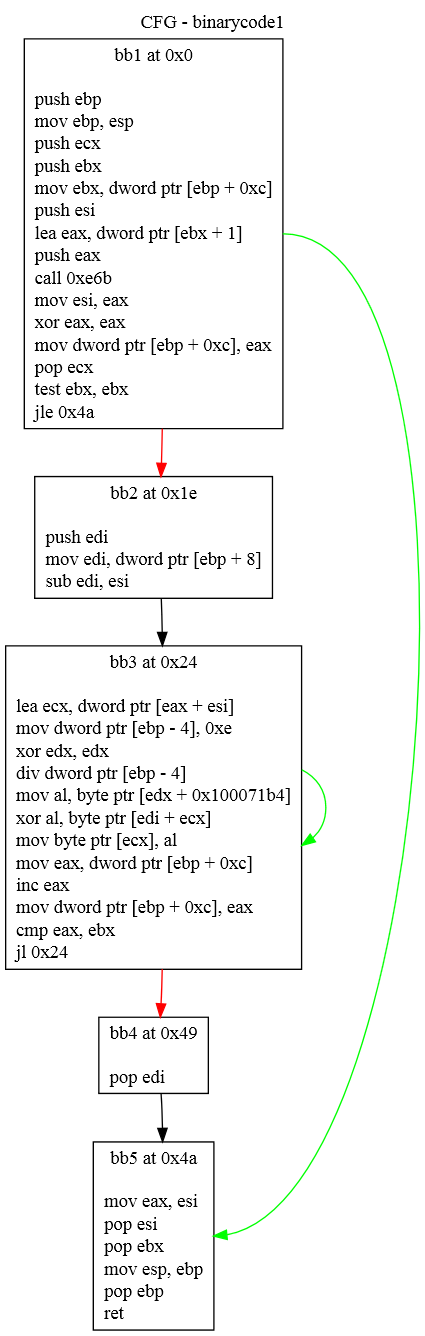 CFG - binarycode1
bb1 at 0x0
push ebp
mov ebp, esp
push ecx
push ebx
mov ebx, dword ptr [ebp + 0xc]
push esi
lea eax, dword ptr [ebx + 1]
push eax
call 0xe6b
mov esi, eax
xor eax, eax
mov dword ptr [ebp + 0xc], eax
pop ecx
test ebx, ebx
jle 0x4a
bb2 at 0x1e
push edi
mov edi, dword ptr [ebp + 8]
sub edi, esi
bb3 at 0x24
lea ecx, dword ptr [eax + esi]
mov dword ptr [ebp - 4], 0xe
xor edx, edx
div dword ptr [ebp - 4]
mov al, byte ptr [edx + 0x100071b4]
xor al, byte ptr [edi + ecx]
mov byte ptr [ecx], al
mov eax, dword ptr [ebp + 0xc]
inc eax
mov dword ptr [ebp + 0xc], eax
cmp eax, ebx
jl 0x24
bb4 at 0x49
pop edi
bb5 at 0x4a
mov eax, esi
pop esi
pop ebx
mov esp, ebp
pop ebp
ret